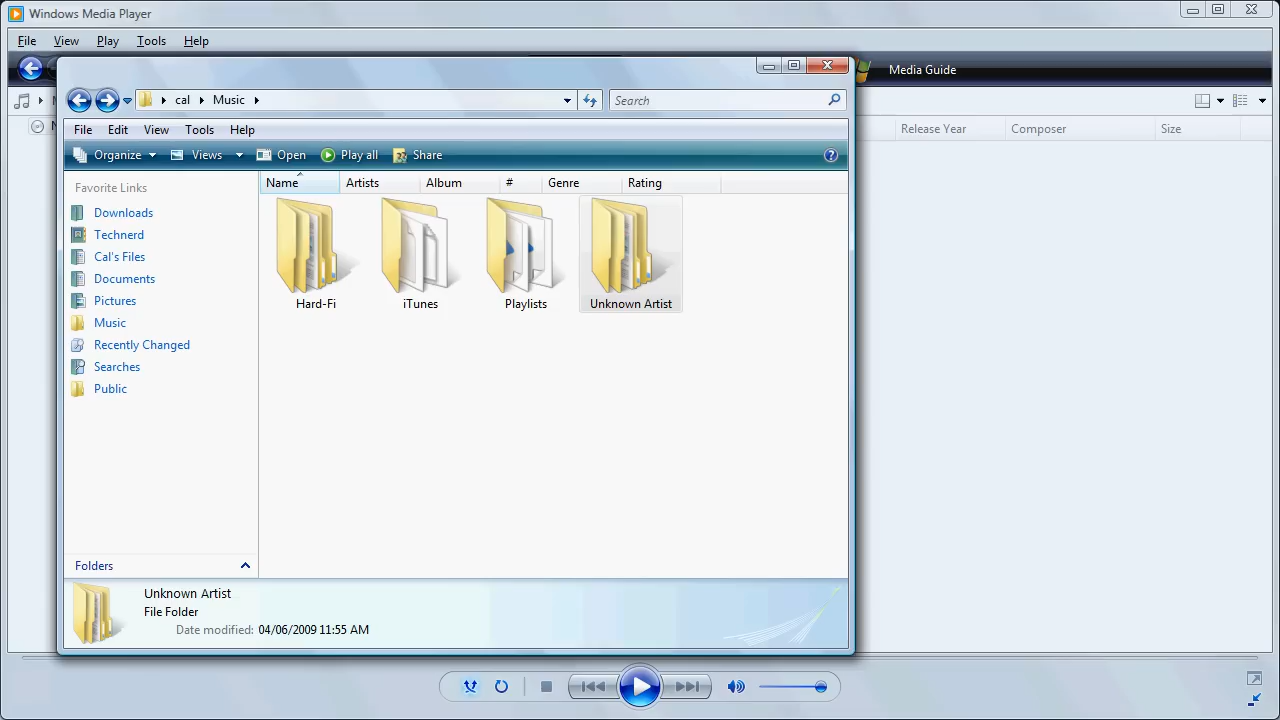 Windows Media Player
File View Play Tools Help
Media Guide
cal Music
Search
File Edit View Tools Help
Organize Views Open Play all Share
Release Year Composer Size
Favorite Links
Name Artists Album # Genre Rating
Downloads
Technerd
Cal's Files
Documents
Pictures
Music
Recently Changed
Searches
Public
Hard-Fi iTunes Playlists Unknown Artist
Folders
Unknown Artist
File Folder
Date modified: 04/06/2009 11:55 AM